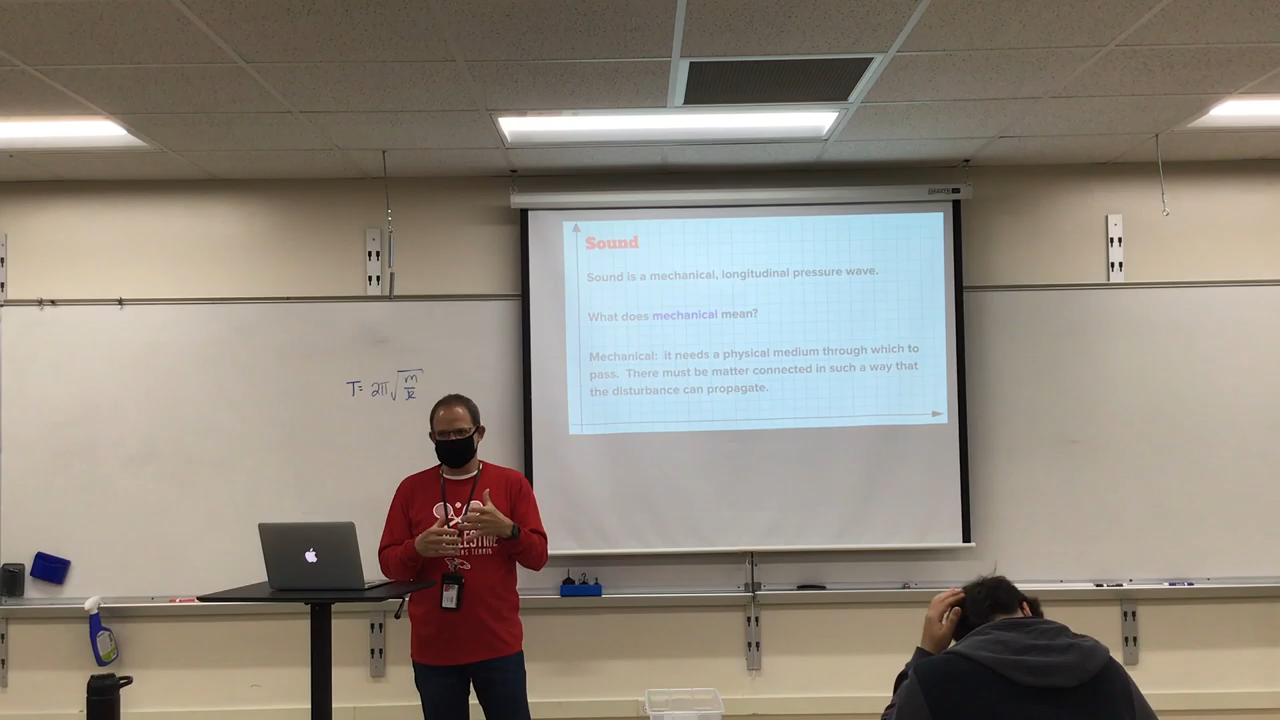 Sound
Sound is a mechanical, longitudinal pressure wave.
What does mechanical mean?
Mechanical: it needs a physical medium through which to
pass. There must be matter connected in such a way that
the disturbance can propagate.
T= 2π√m/k